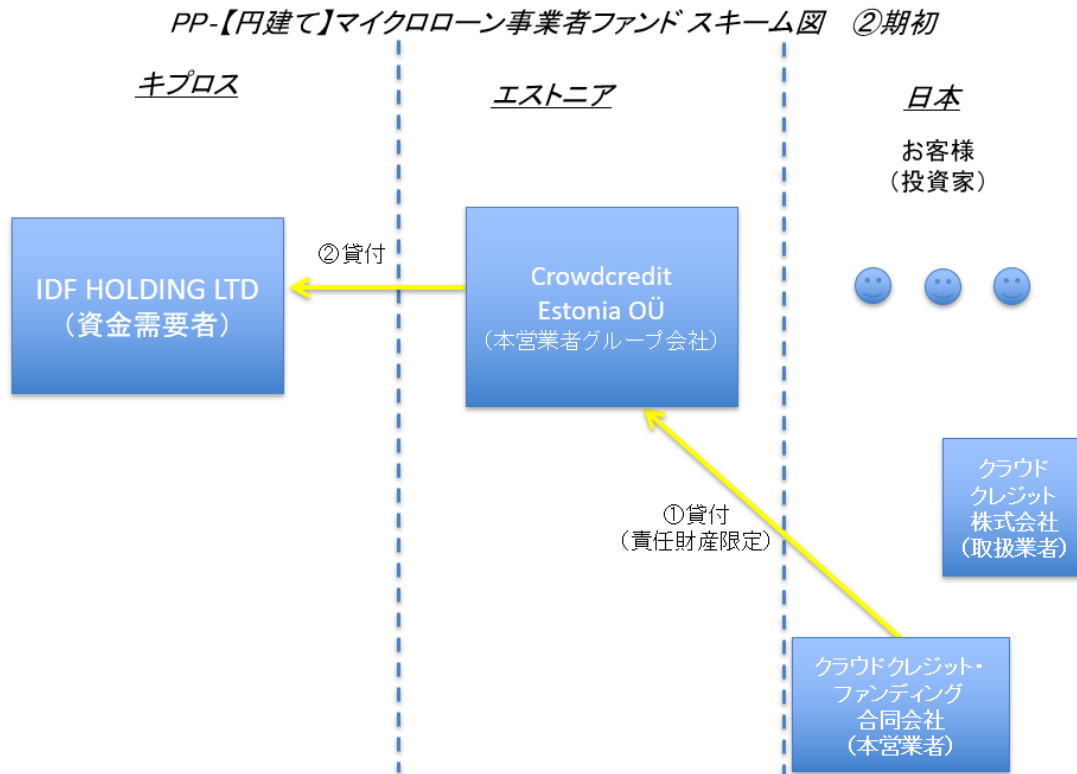 PP-【円建て】マイクロローン事業者ファンド スキーム図　②期初
キプロス
エストニア
日本
お客様
（投資家）
IDF HOLDING LTD
（資金需要者）
②貸付
Crowdcredit
Estonia OÜ
（本営業者グループ会社）
クラウド
クレジット
株式会社
（取扱業者）
①貸付
（責任財産限定）
クラウドクレジット・
ファンディング
合同会社
（本営業者）